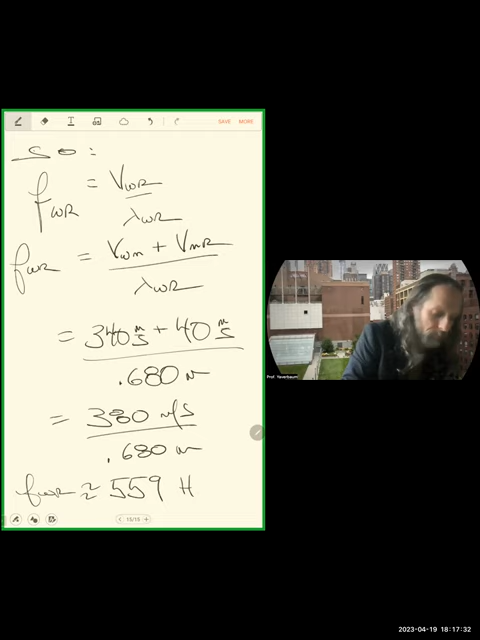 SAVE MORE
so:
f_WR = V_WR / λ_WR
f_WR = V_Wm + V_mR / λ_WR
= 340 m/s + 40 m/s / .680 m
= 380 m/s / .680 m
f_WR ≈ 559 H
15/15
Prof. Yaverbaum
2023-04-19 18:17:32